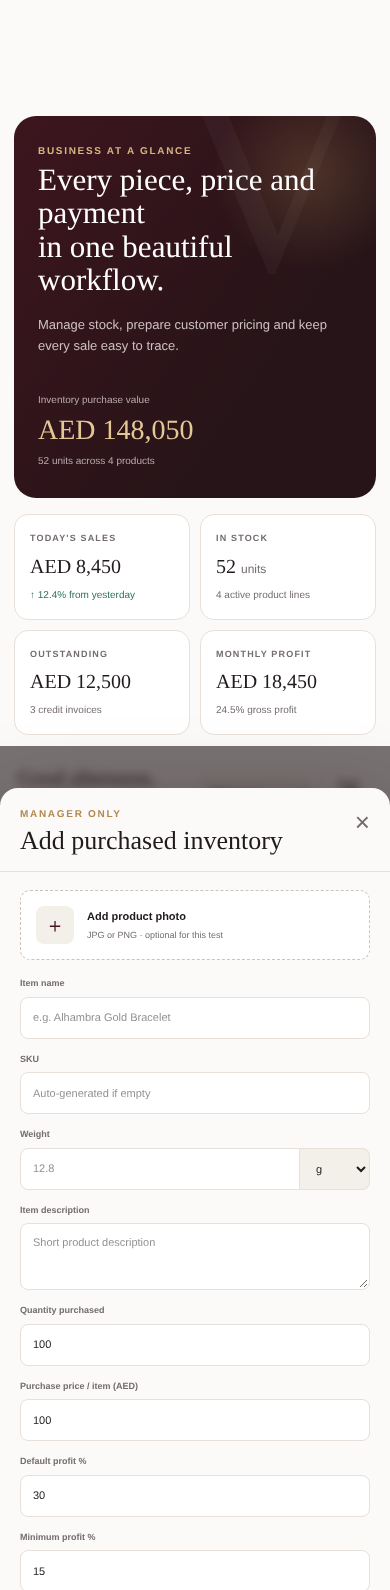 BUSINESS AT A GLANCE
Every piece, price and
payment
in one beautiful
workflow.
Manage stock, prepare customer pricing and keep
every sale easy to trace.
Inventory purchase value
AED 148,050
52 units across 4 products
TODAY'S SALES
AED 8,450
↑ 12.4% from yesterday
IN STOCK
52 units
4 active product lines
OUTSTANDING
AED 12,500
3 credit invoices
MONTHLY PROFIT
AED 18,450
24.5% gross profit
Good afternoon,
MANAGER ONLY
Add purchased inventory
✕
+
Add product photo
JPG or PNG · optional for this test
Item name
e.g. Alhambra Gold Bracelet
SKU
Auto-generated if empty
Weight
12.8
g
Item description
Short product description
Quantity purchased
100
Purchase price / item (AED)
100
Default profit %
30
Minimum profit %
15